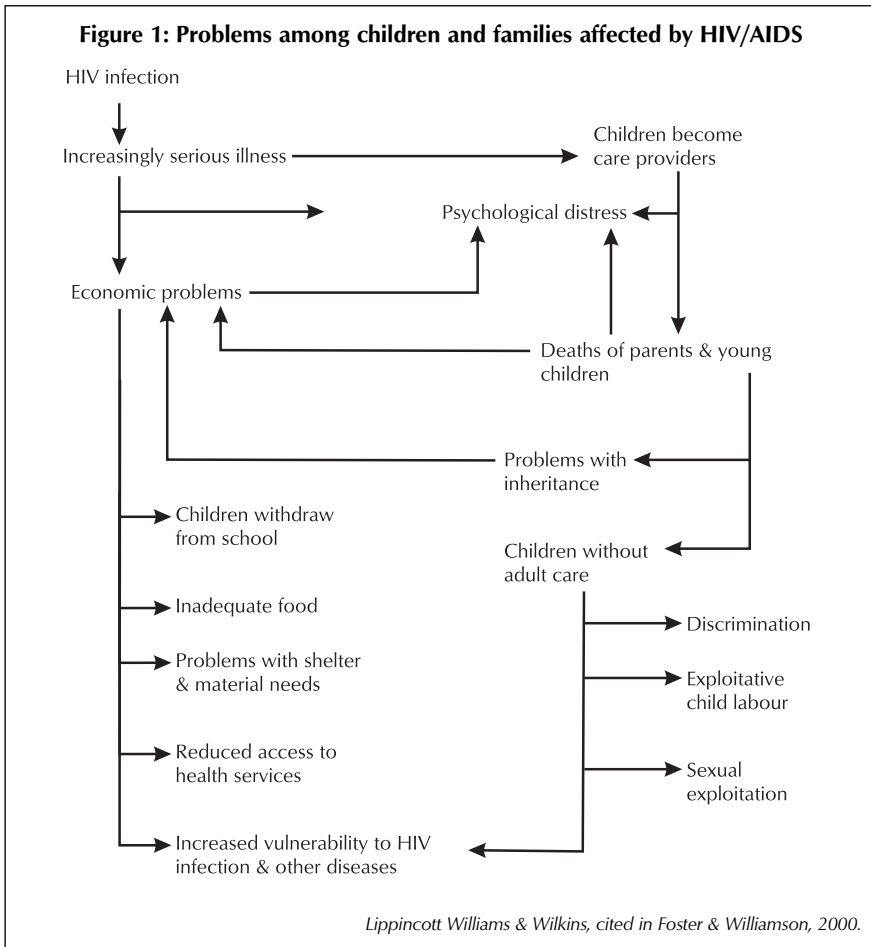 Figure 1: Problems among children and families affected by HIV/AIDS
HIV infection
Increasingly serious illness
Children become
care providers
Psychological distress
Economic problems
Deaths of parents & young
children
Problems with
inheritance
Children withdraw
from school
Children without
adult care
Inadequate food
Discrimination
Problems with shelter
& material needs
Exploitative
child labour
Reduced access to
health services
Sexual
exploitation
Increased vulnerability to HIV
infection & other diseases
Lippincott Williams & Wilkins, cited in Foster & Williamson, 2000.